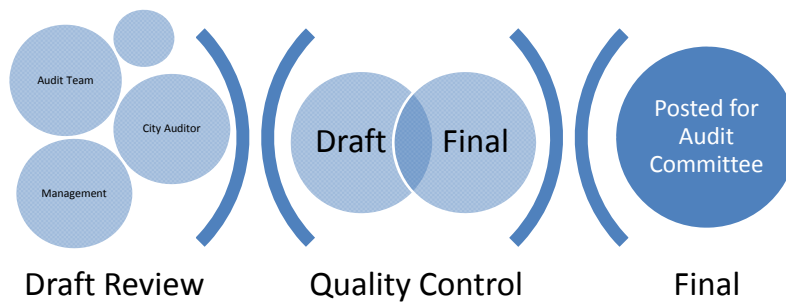 Audit Team
City Auditor
Management
Draft Review
Draft
Final
Quality Control
Posted for
Audit
Committee
Final